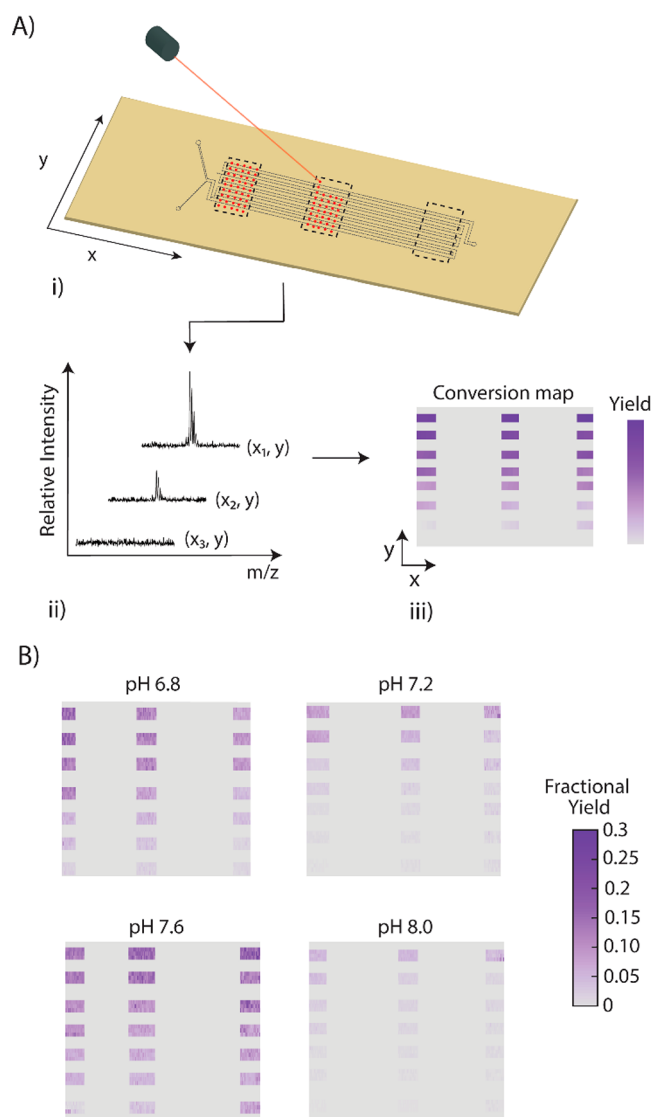 A)
y
x
i)
Relative Intensity
(x1, y)
(x2, y)
(x3, y)
m/z
ii)
Conversion map
Yield
y
x
iii)
B)
pH 6.8
pH 7.2
pH 7.6
pH 8.0
Fractional
Yield
0.3
0.25
0.2
0.15
0.10
0.05
0